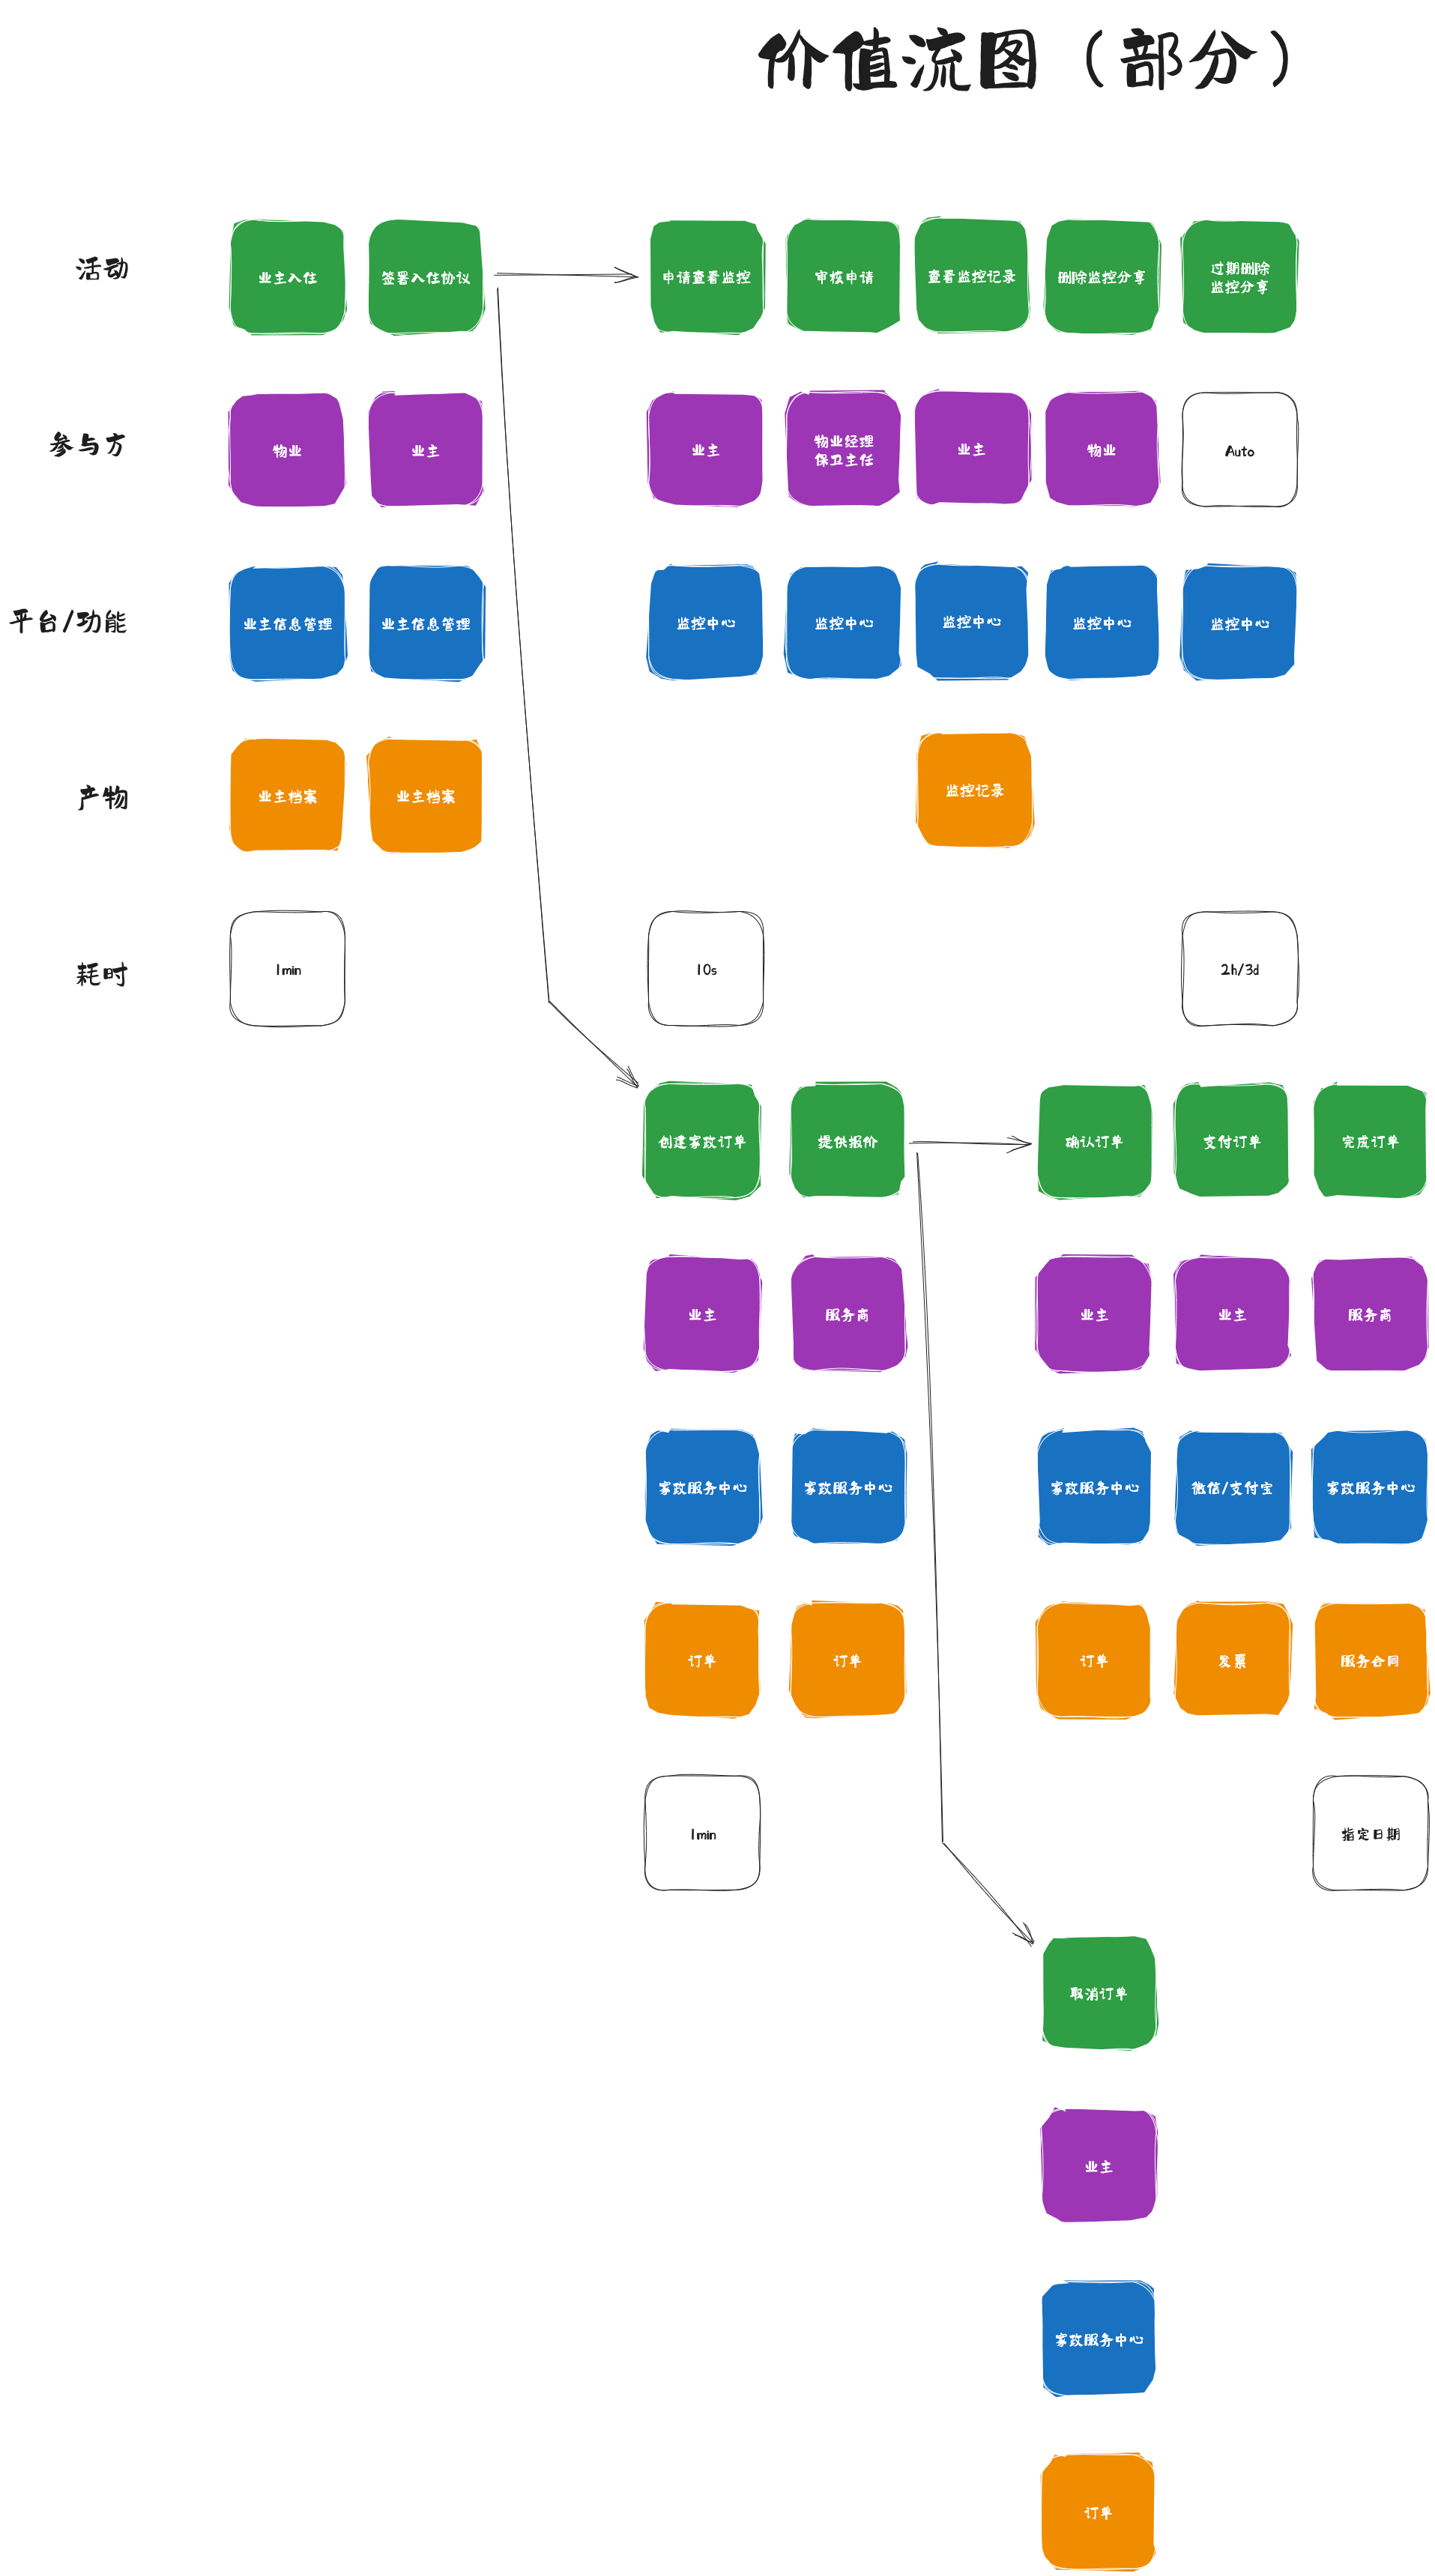 价值流图（部分）
活动
业主入住
签署入住协议
申请查看监控
审核申请
查看监控记录
删除监控分享
过期删除
监控分享
参与方
物业
业主
业主
物业经理
保卫主任
业主
物业
Auto
平台/功能
业主信息管理
业主信息管理
监控中心
监控中心
监控中心
监控中心
监控中心
产物
业主档案
业主档案
监控记录
耗时
1min
10s
2h/3d
创建家政订单
提供报价
确认订单
支付订单
完成订单
业主
服务商
业主
业主
服务商
家政服务中心
家政服务中心
家政服务中心
微信/支付宝
家政服务中心
订单
订单
订单
发票
服务合同
1min
指定日期
取消订单
业主
家政服务中心
订单